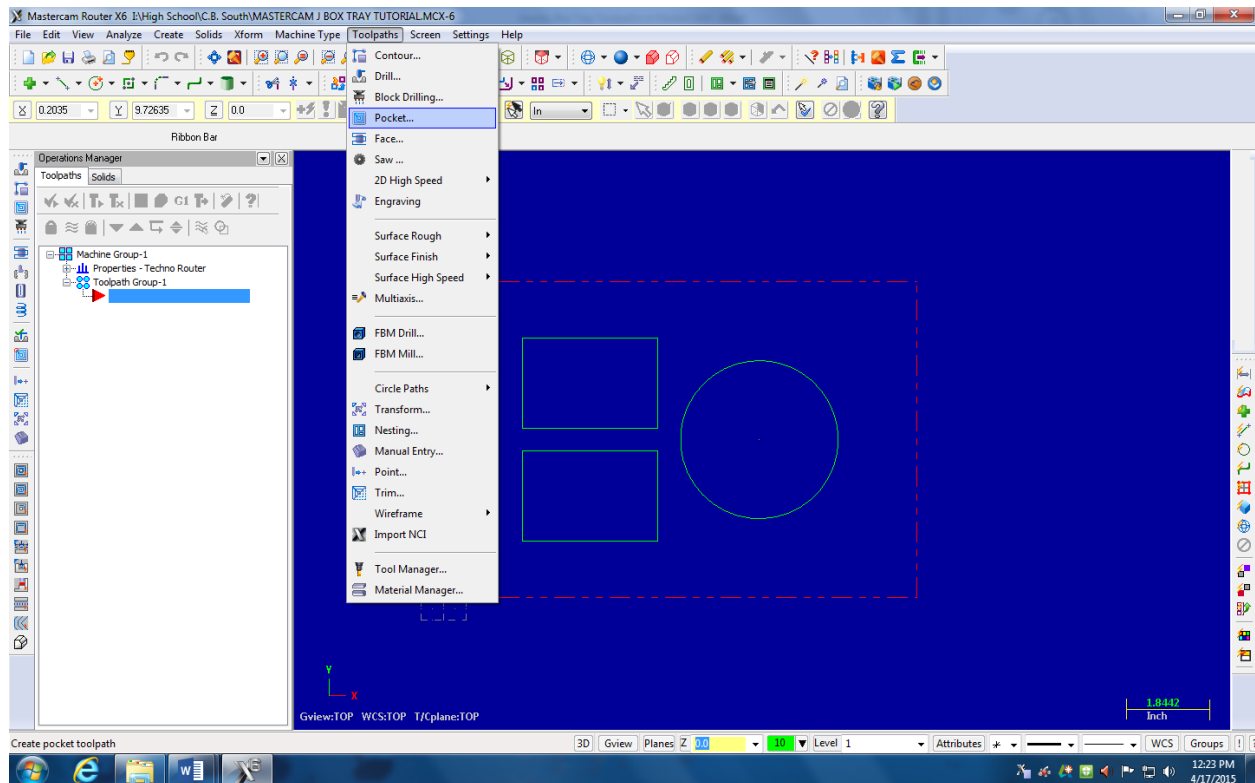 Mastercam Router X6 I:\High School\C.B. South\MASTERCAM J BOX TRAY TUTORIAL.MCX-6
File Edit View Analyze Create Solids Xform Machine Type Toolpaths Screen Settings Help
X 0.2035 Y 9.72635 Z 0.0 In
Ribbon Bar
Operations Manager
Toolpaths Solids
G1
Machine Group-1
Properties - Techno Router
Toolpath Group-1
Contour...
Drill...
Block Drilling...
Pocket...
Face...
Saw ...
2D High Speed
Engraving
Surface Rough
Surface Finish
Surface High Speed
Multiaxis...
FBM Drill...
FBM Mill...
Circle Paths
Transform...
Nesting...
Manual Entry...
Point...
Trim...
Wireframe
Import NCI
Tool Manager...
Material Manager...
Y
X
Gview:TOP WCS:TOP T/Cplane:TOP
1.8442
Inch
Create pocket toolpath
3D Gview Planes Z 0.0 10 Level 1 Attributes WCS Groups
12:23 PM
4/17/2015